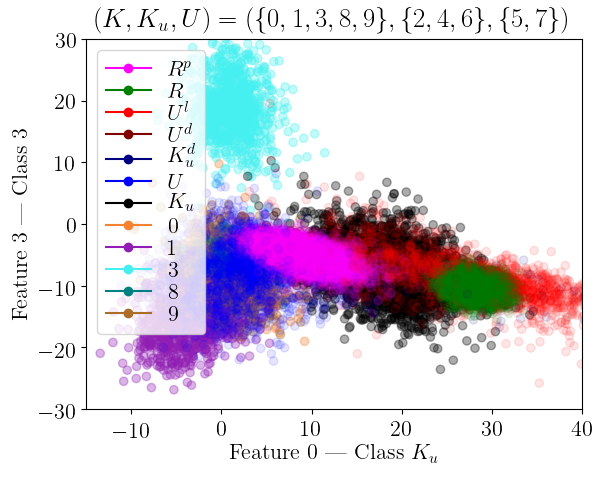 (K, K_u, U) = ({0, 1, 3, 8, 9}, {2, 4, 6}, {5, 7})
Feature 3 — Class 3
30
20
10
0
−10
−20
−30
R^p
R
U^l
U^d
K_u^d
U
K_u
0
1
3
8
9
−10 0 10 20 30 40
Feature 0 — Class K_u